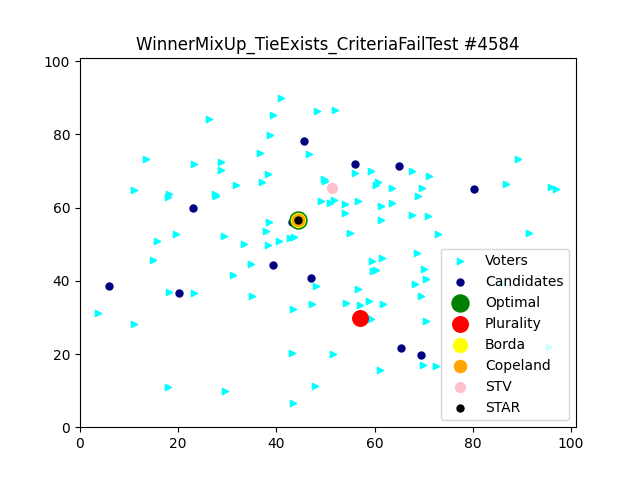 WinnerMixUp_TieExists_CriteriaFailTest #4584
100
80
60
40
20
0
0 20 40 60 80 100
Voters
Candidates
Optimal
Plurality
Borda
Copeland
STV
STAR